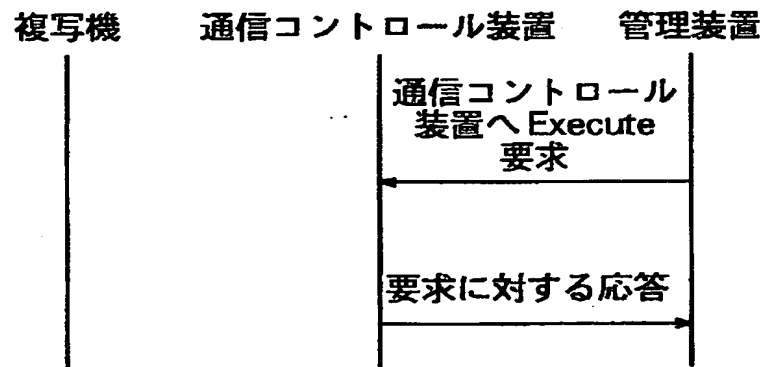 複写機 通信コントロール装置 管理装置
通信コントロール
装置へExecute
要求
要求に対する応答